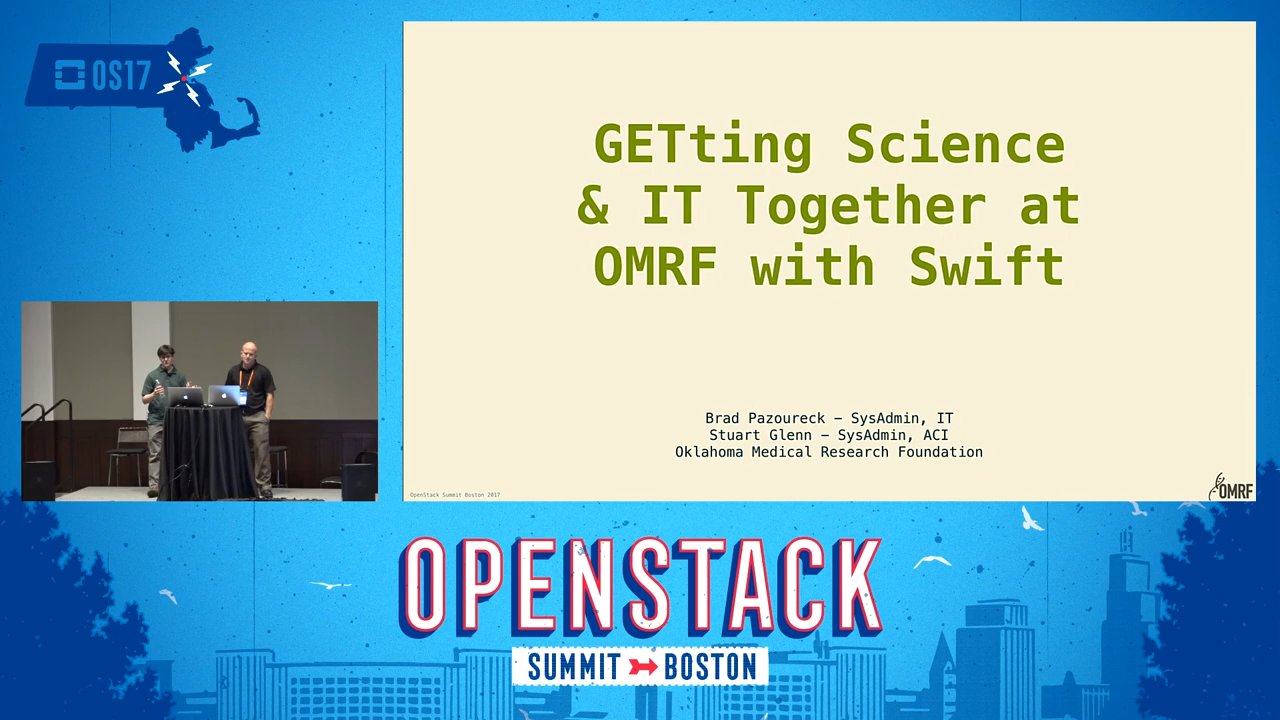 OS17
GETting Science
& IT Together at
OMRF with Swift
Brad Pazoureck – SysAdmin, IT
Stuart Glenn – SysAdmin, ACI
Oklahoma Medical Research Foundation
OpenStack Summit Boston 2017
OMRF
OPENSTACK
SUMMIT BOSTON